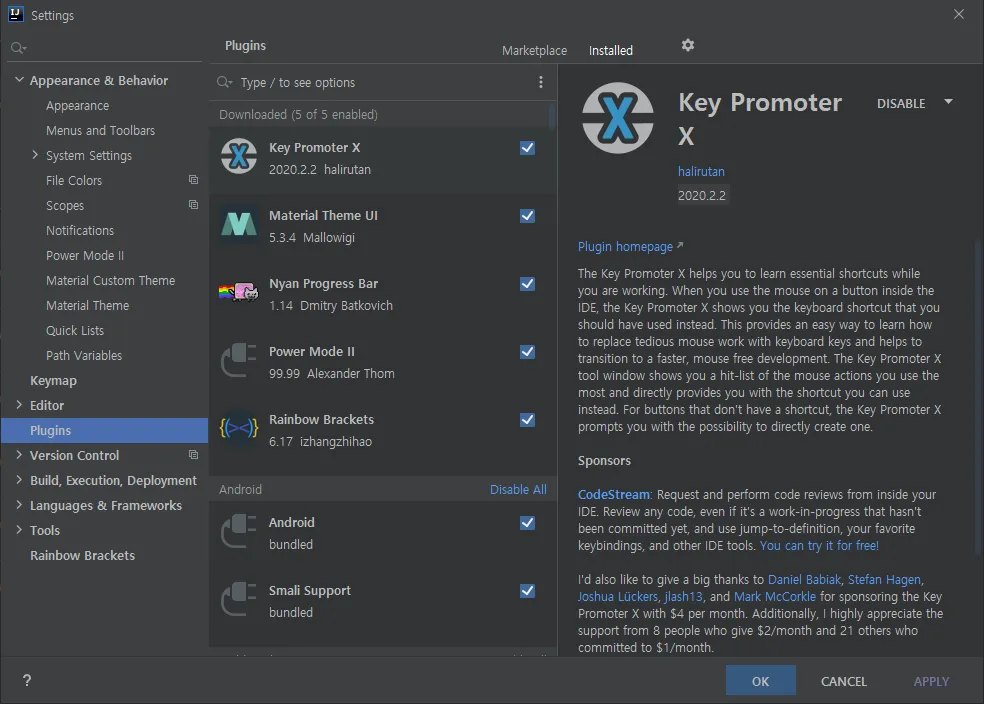 IJ
Settings
Appearance & Behavior
Appearance
Menus and Toolbars
System Settings
File Colors
Scopes
Notifications
Power Mode II
Material Custom Theme
Material Theme
Quick Lists
Path Variables
Keymap
Editor
Plugins
Version Control
Build, Execution, Deployment
Languages & Frameworks
Tools
Rainbow Brackets
Plugins
Marketplace
Installed
Type / to see options
Downloaded (5 of 5 enabled)
Key Promoter X
2020.2.2 halirutan
Material Theme UI
5.3.4 Mallowigi
Nyan Progress Bar
1.14 Dmitry Batkovich
Power Mode II
99.99 Alexander Thom
Rainbow Brackets
6.17 izhangzhihao
Android
Disable All
Android
bundled
Smali Support
bundled
Key Promoter
X
DISABLE
halirutan
2020.2.2
Plugin homepage
The Key Promoter X helps you to learn essential shortcuts while
you are working. When you use the mouse on a button inside the
IDE, the Key Promoter X shows you the keyboard shortcut that you
should have used instead. This provides an easy way to learn how
to replace tedious mouse work with keyboard keys and helps to
transition to a faster, mouse free development. The Key Promoter X
tool window shows you a hit-list of the mouse actions you use the
most and directly provides you with the shortcut you can use
instead. For buttons that don't have a shortcut, the Key Promoter X
prompts you with the possibility to directly create one.
Sponsors
CodeStream: Request and perform code reviews from inside your
IDE. Review any code, even if it's a work-in-progress that hasn't
been committed yet, and use jump-to-definition, your favorite
keybindings, and other IDE tools. You can try it for free!
I'd also like to give a big thanks to Daniel Babiak, Stefan Hagen,
Joshua Lückers, jlash13, and Mark McCorkle for sponsoring the Key
Promoter X with $4 per month. Additionally, I highly appreciate the
support from 8 people who give $2/month and 21 others who
committed to $1/month.
?
OK
CANCEL
APPLY